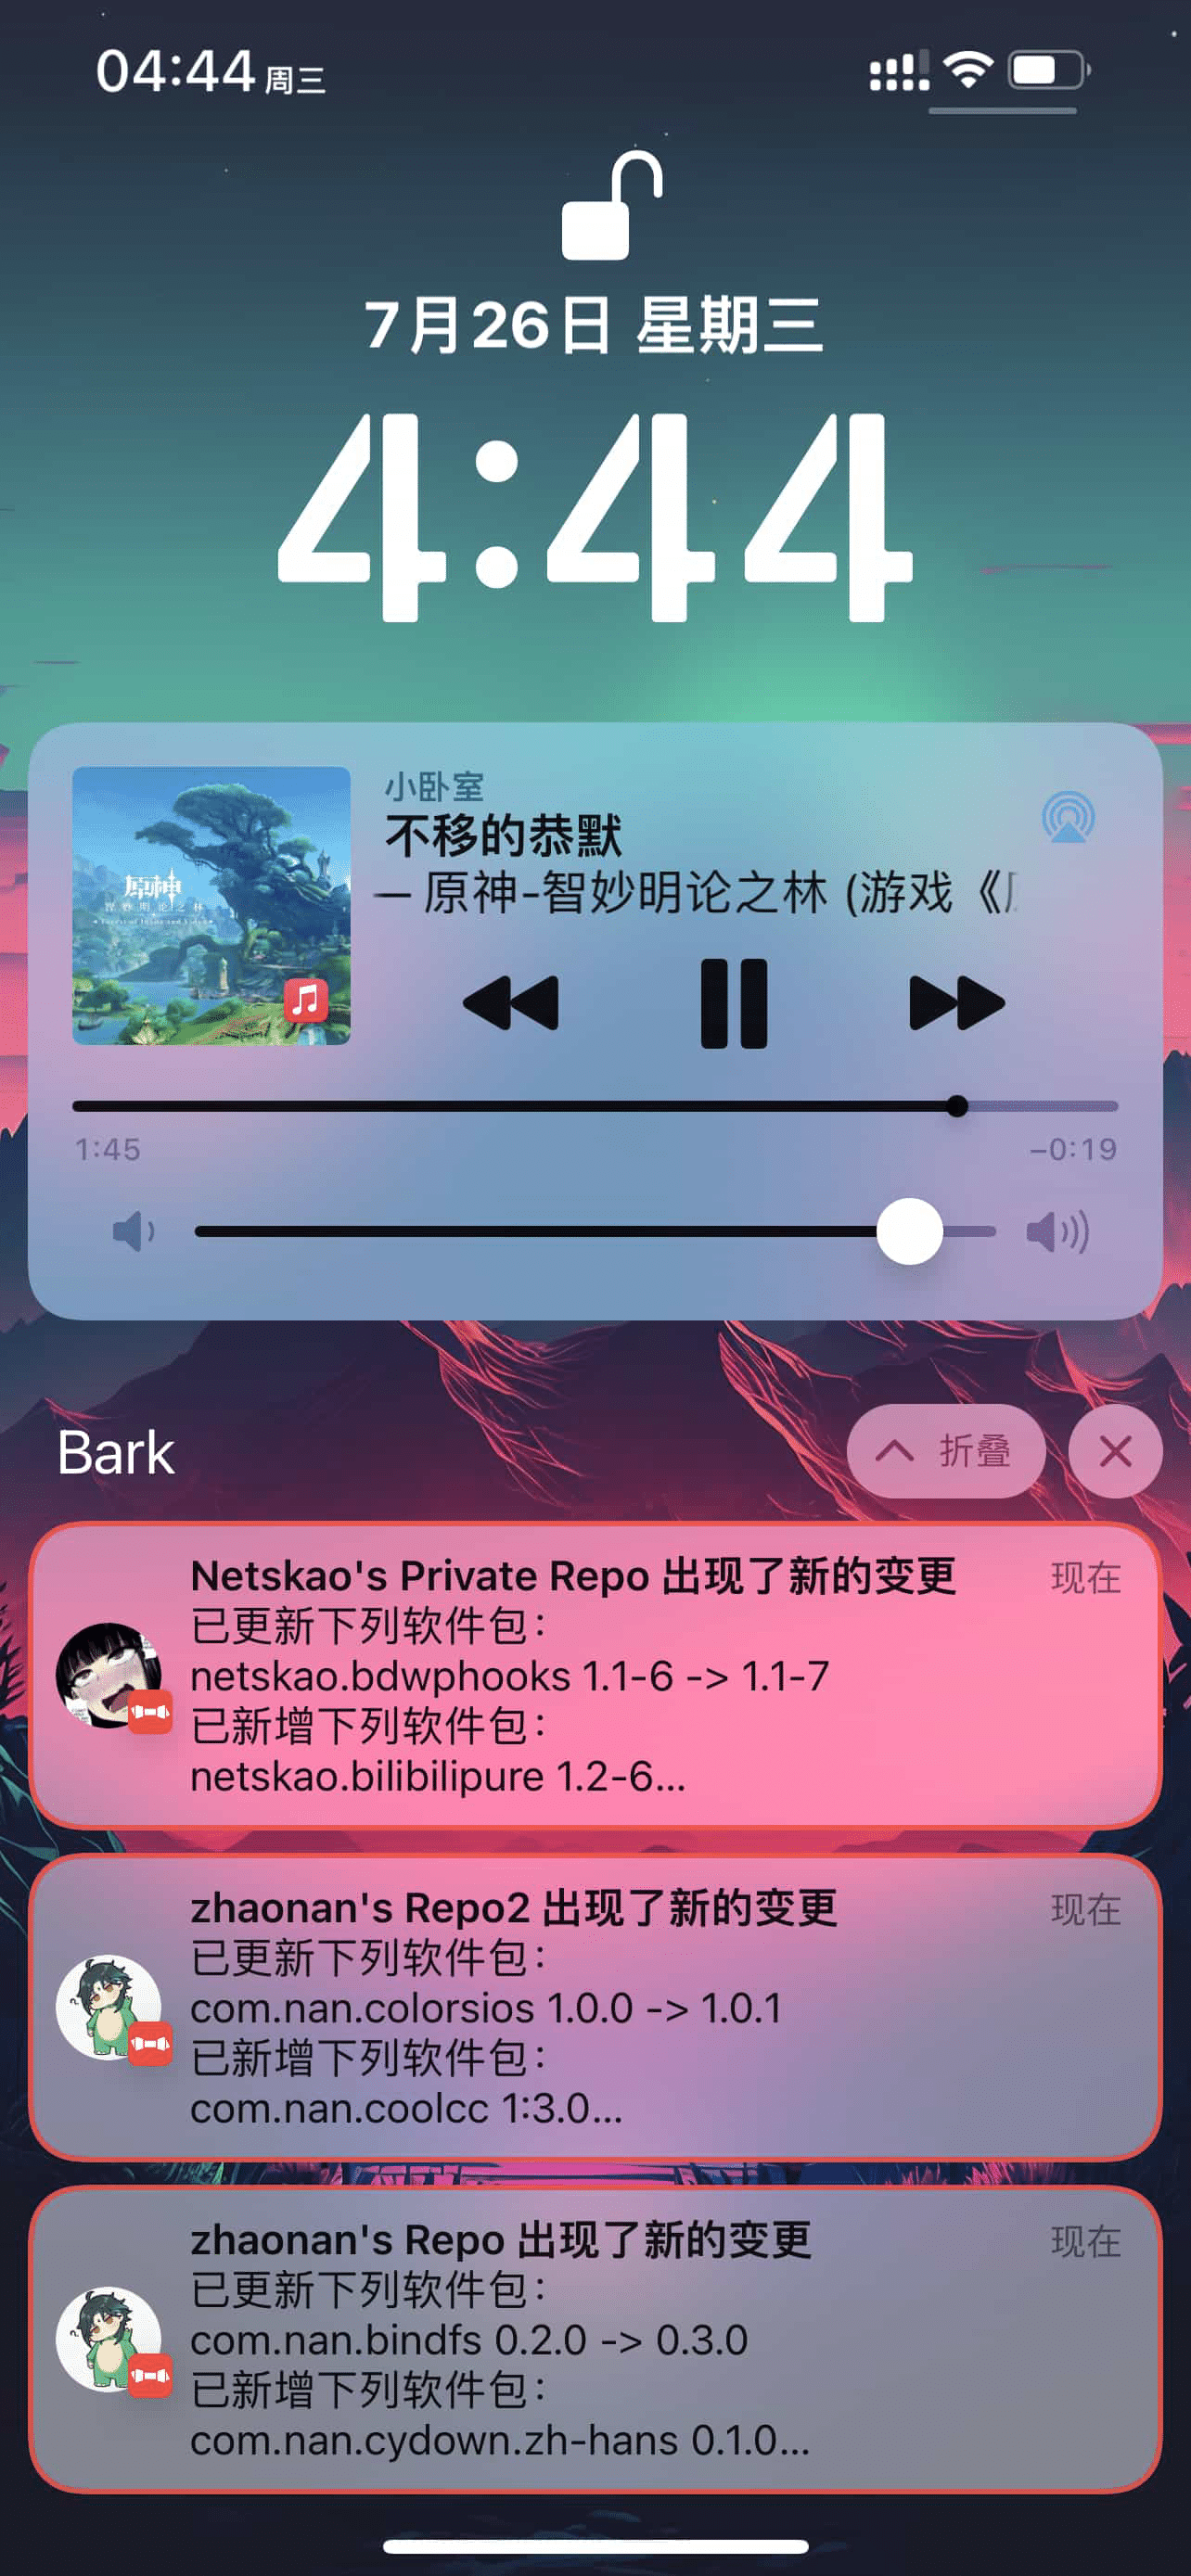 04:44 周三
7月26日 星期三
4:44
小卧室
不移的恭默
— 原神-智妙明论之林 (游戏《
原神
智妙明论之林
1:45
-0:19
Bark
折叠
Netskao's Private Repo 出现了新的变更
现在
已更新下列软件包：
netskao.bdwphooks 1.1-6 -> 1.1-7
已新增下列软件包：
netskao.bilibilipure 1.2-6...
zhaonan's Repo2 出现了新的变更
现在
已更新下列软件包：
com.nan.colorsios 1.0.0 -> 1.0.1
已新增下列软件包：
com.nan.coolcc 1:3.0...
zhaonan's Repo 出现了新的变更
现在
已更新下列软件包：
com.nan.bindfs 0.2.0 -> 0.3.0
已新增下列软件包：
com.nan.cydown.zh-hans 0.1.0...